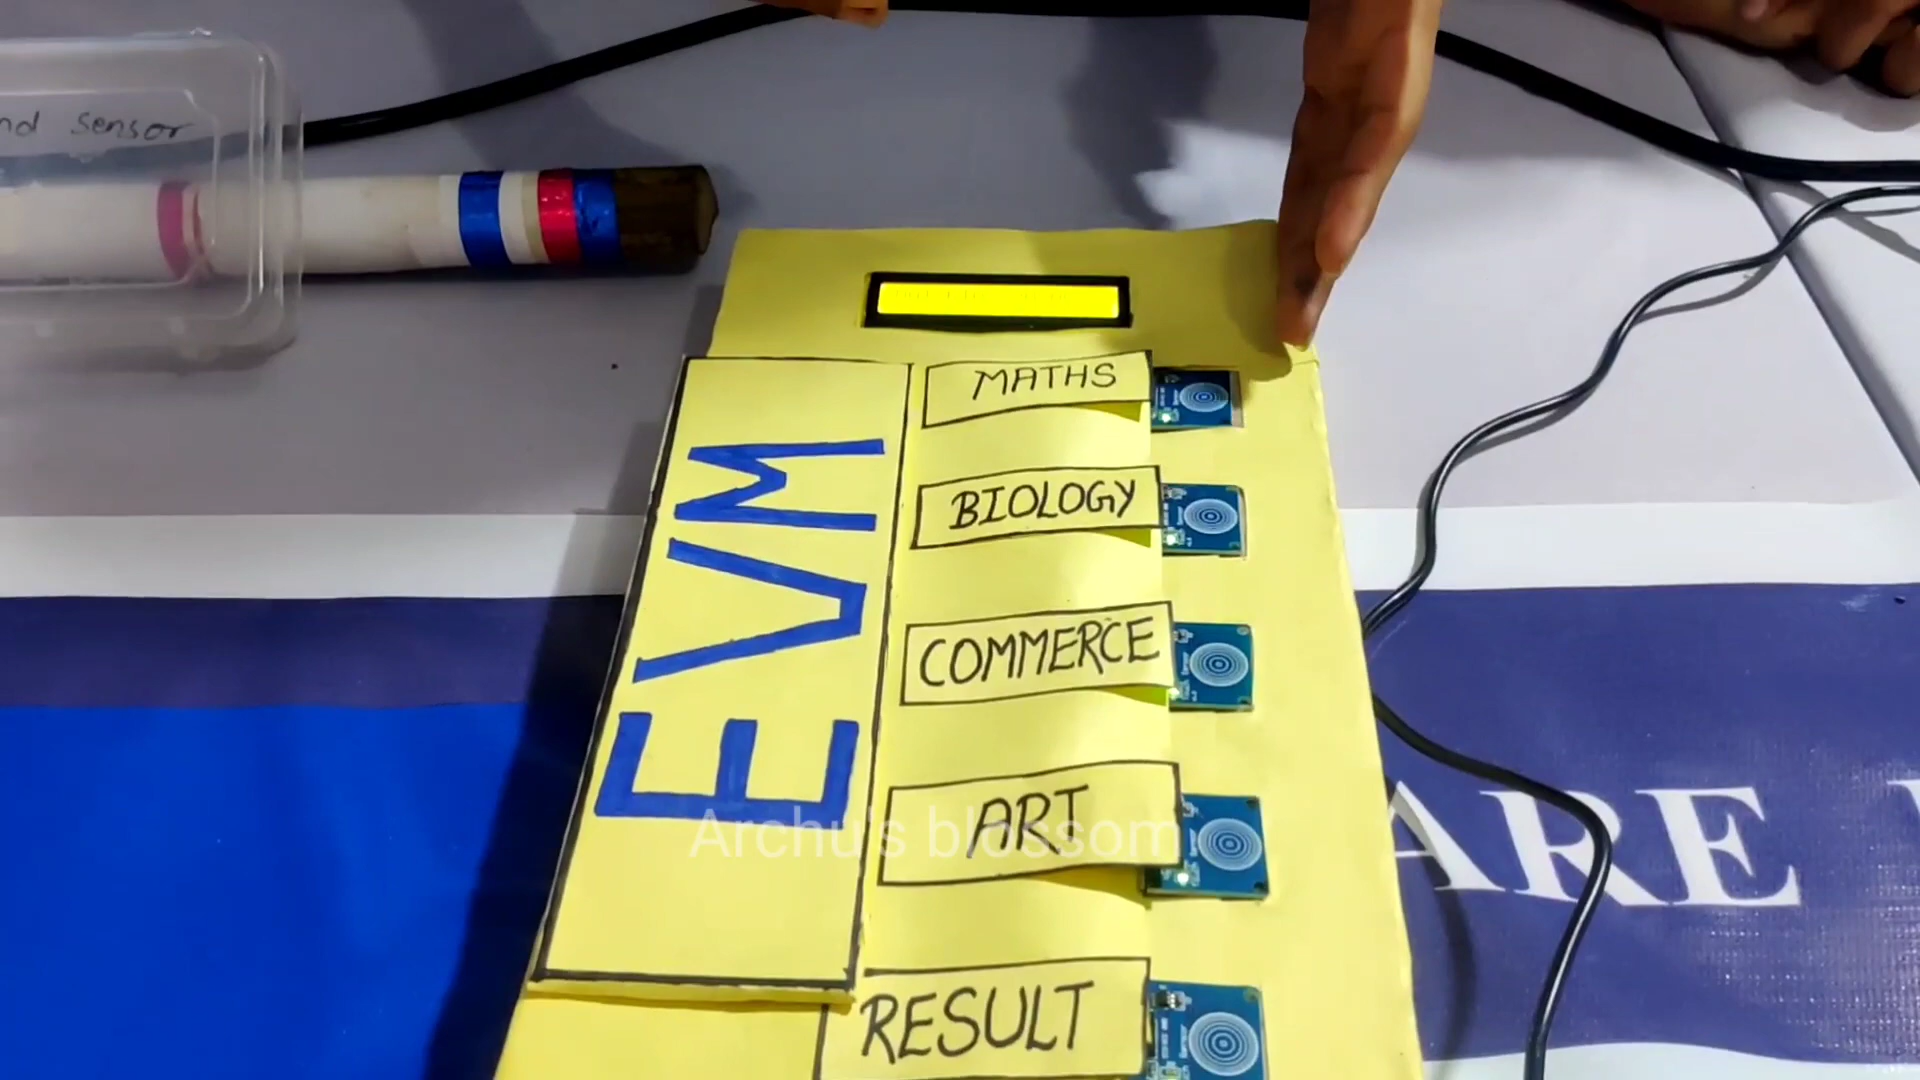 nd Sensor
MATHS
BIOLOGY
EVM
COMMERCE
ART
Archu's blossom
ARE
RESULT